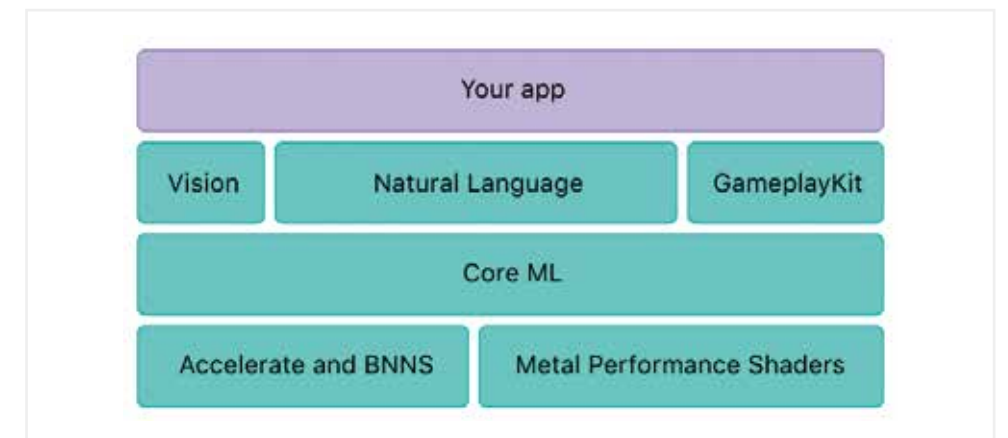 Your app
Vision
Natural Language
GameplayKit
Core ML
Accelerate and BNNS
Metal Performance Shaders